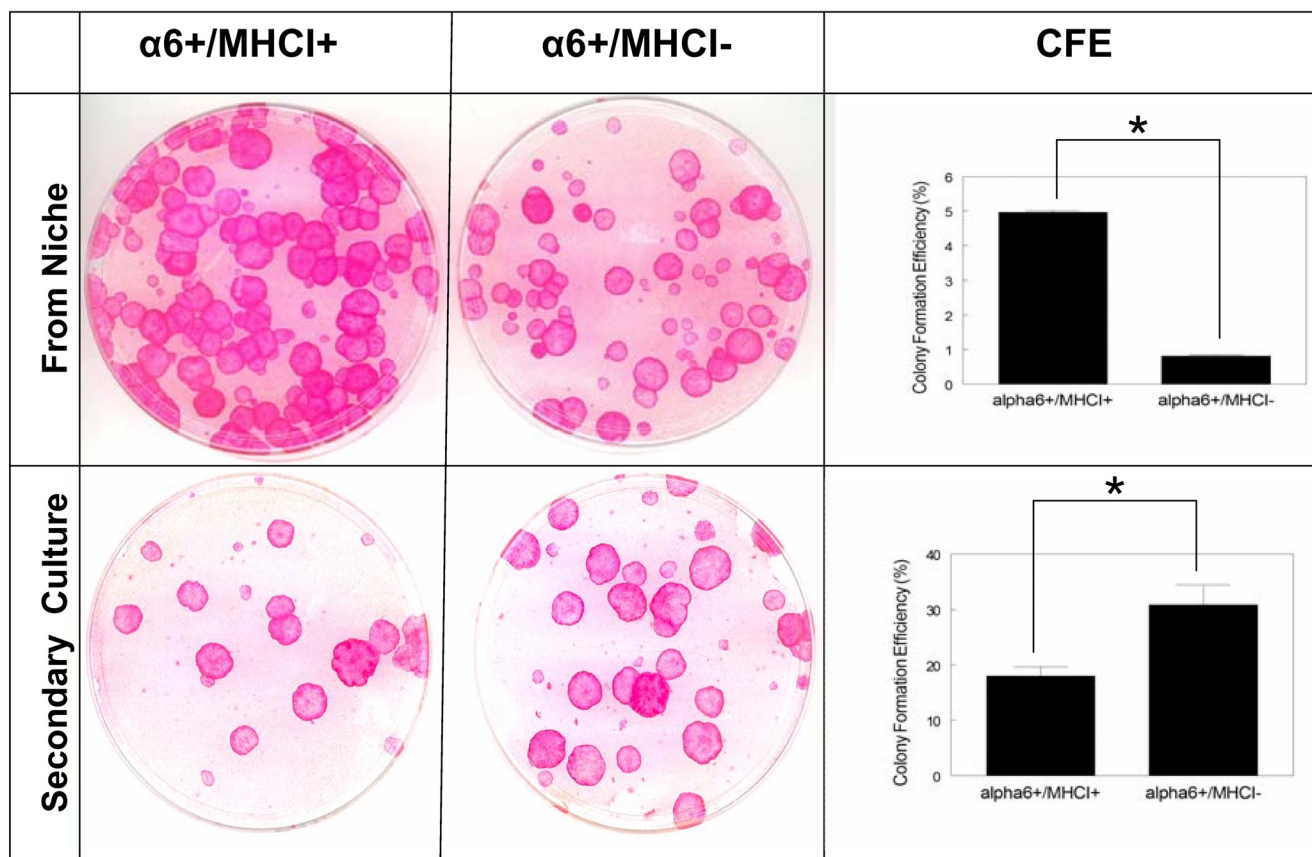 α6+/MHCI+
α6+/MHCI-
CFE
From Niche
*
Colony Formation Efficiency (%)
6
5
4
3
2
1
0
alpha6+/MHCI+
alpha6+/MHCI-
Secondary Culture
*
Colony Formation Efficiency (%)
40
30
20
10
0
alpha6+/MHCI+
alpha6+/MHCI-